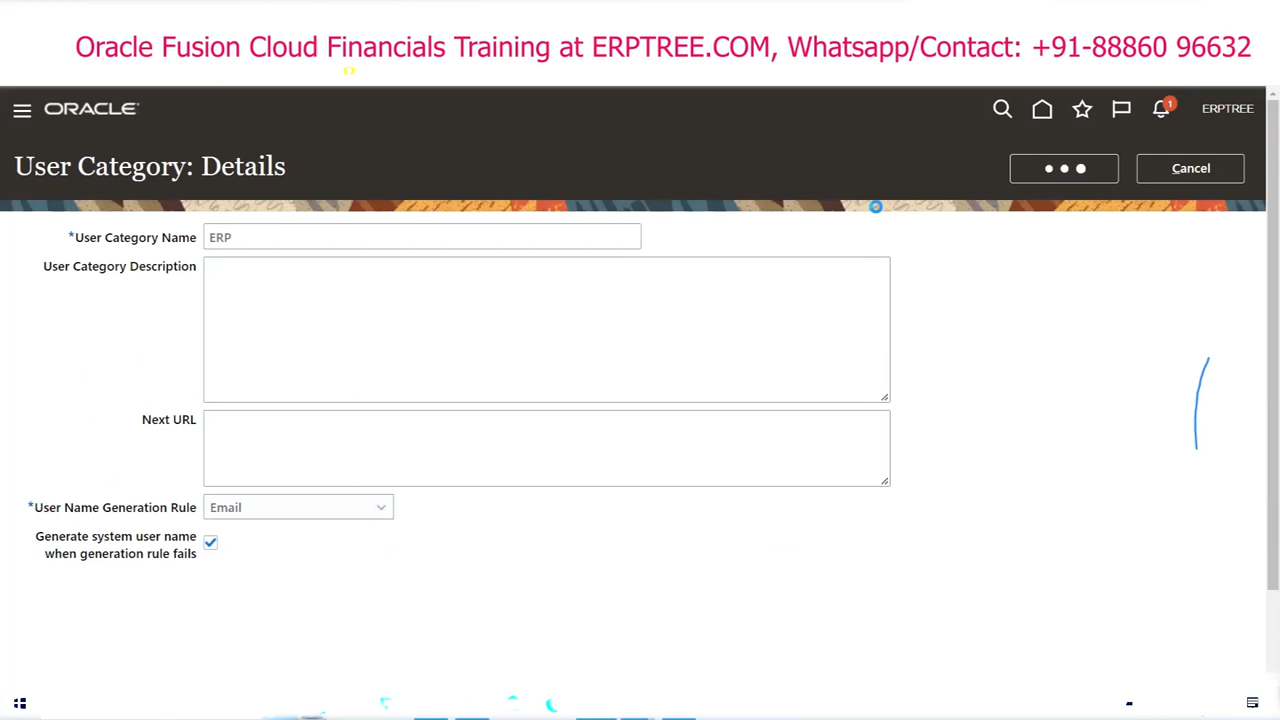 Oracle Fusion Cloud Financials Training at ERPTREE.COM, Whatsapp/Contact: +91-88860 96632
ORACLE
1
ERPTREE
User Category: Details
Cancel
*User Category Name
ERP
User Category Description
Next URL
*User Name Generation Rule
Email
Generate system user name
when generation rule fails